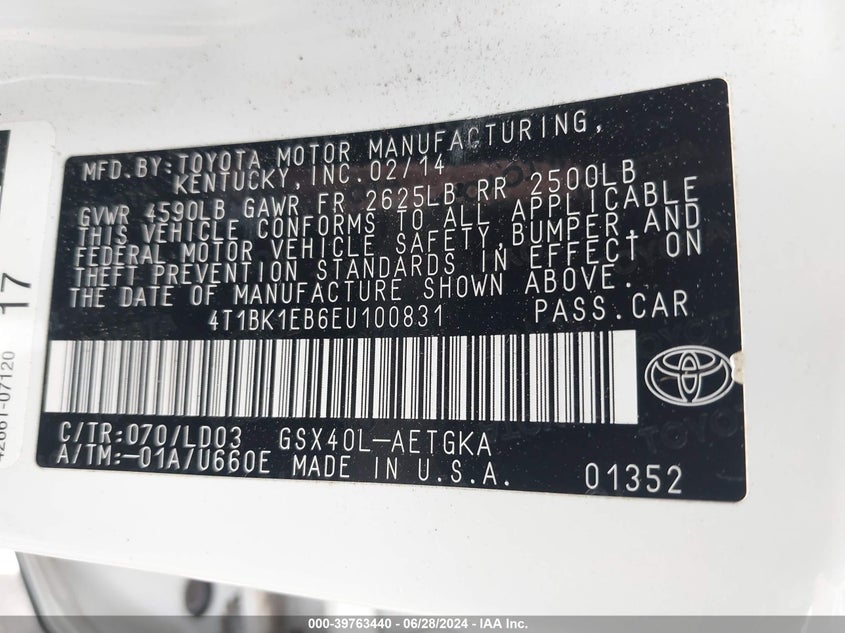 MFD.BY:TOYOTA MOTOR MANUFACTURING,
KENTUCKY, INC.02/14
GVWR 4590LB GAWR FR 2625LB RR 2500LB
THIS VEHICLE CONFORMS TO ALL APPLICABLE
FEDERAL MOTOR VEHICLE SAFETY,BUMPER,AND
THEFT PREVENTION STANDARDS IN EFFECT ON
THE DATE OF MANUFACTURE SHOWN ABOVE.
4T1BK1EB6EU100831 PASS.CAR
C/TR:070/LD03 GSX40L-AETGKA
A/TM:-01A/U660E MADE IN U.S.A. 01352
17
42661-07120
000-39763440 - 06/28/2024 - IAA Inc.